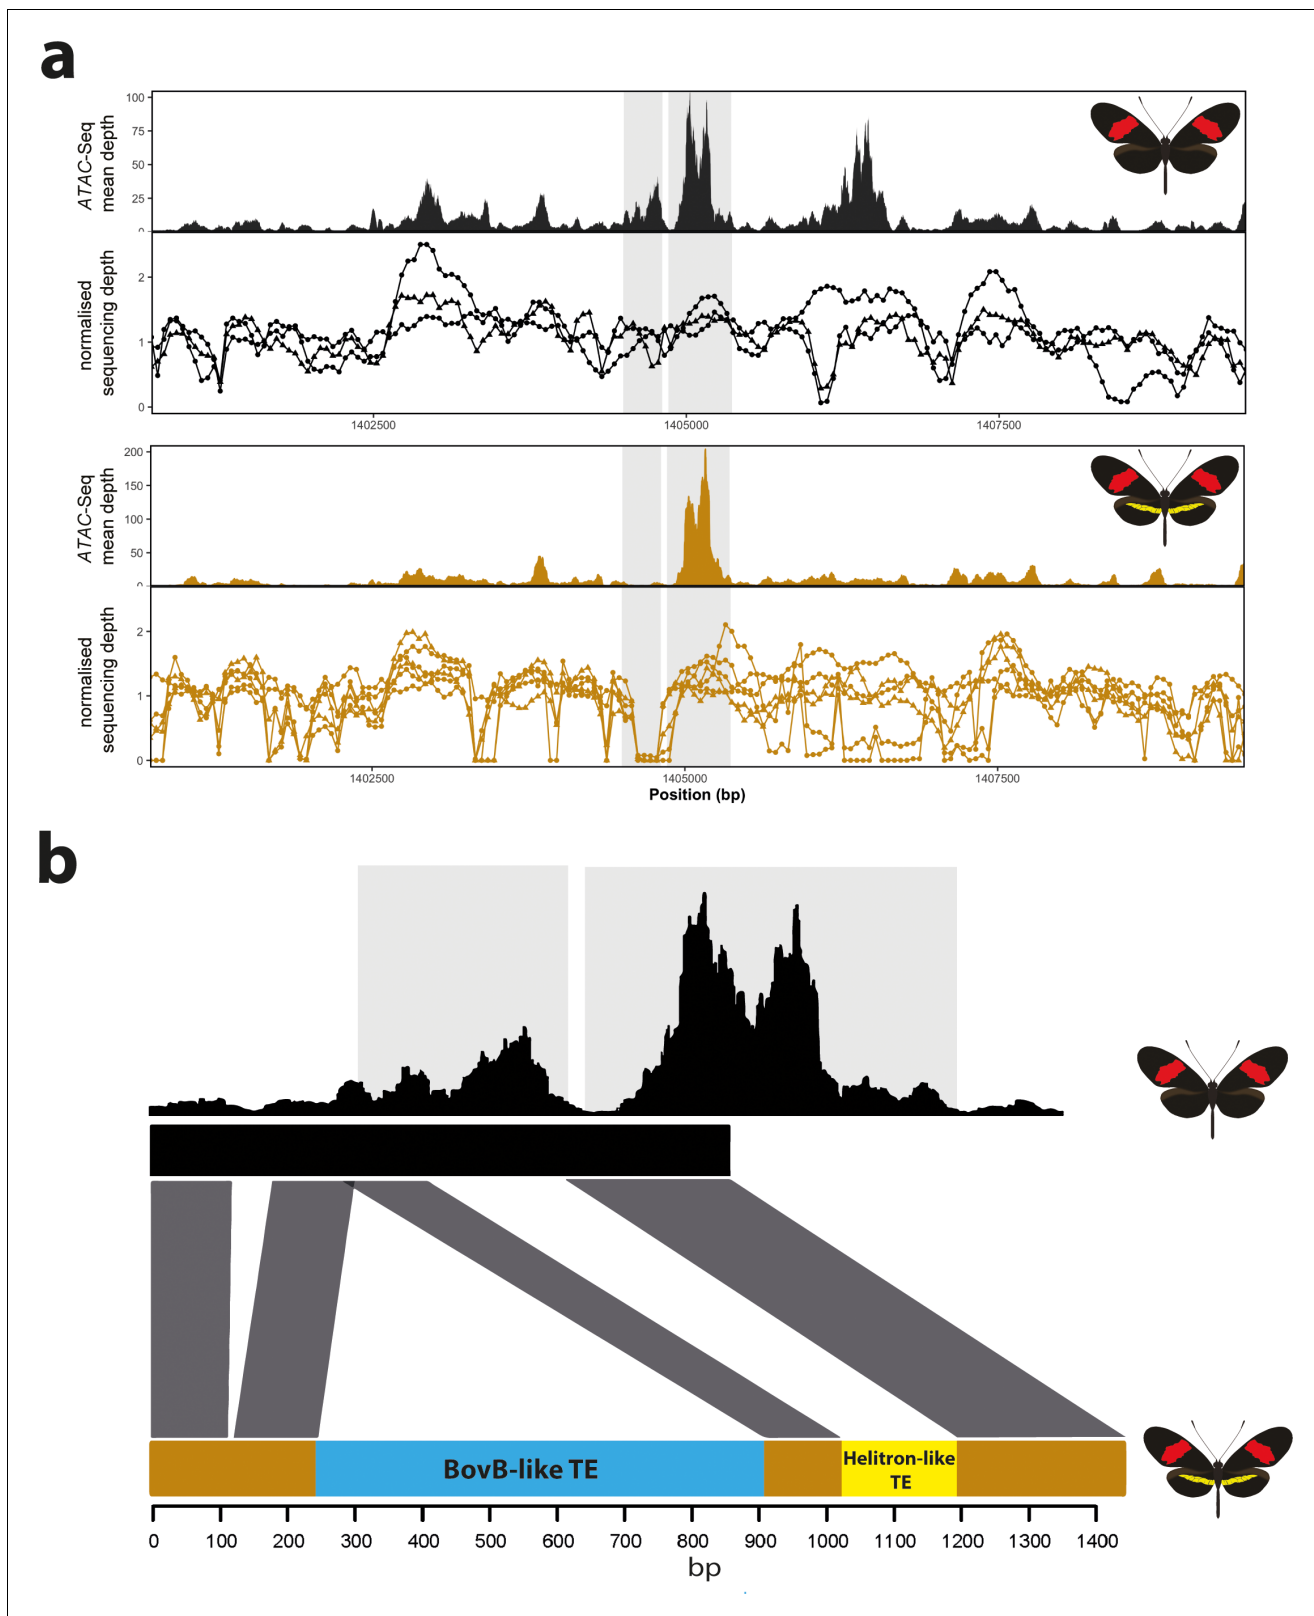 a
100
75
50
25
0
ATAC-Seq
mean depth
2
1
0
normalised
sequencing depth
1402500 1405000 1407500
200
150
100
50
0
ATAC-Seq
mean depth
2
1
0
normalised
sequencing depth
1402500 1405000 1407500
Position (bp)
b
BovB-like TE
Helitron-like
TE
0 100 200 300 400 500 600 700 800 900 1000 1100 1200 1300 1400
bp